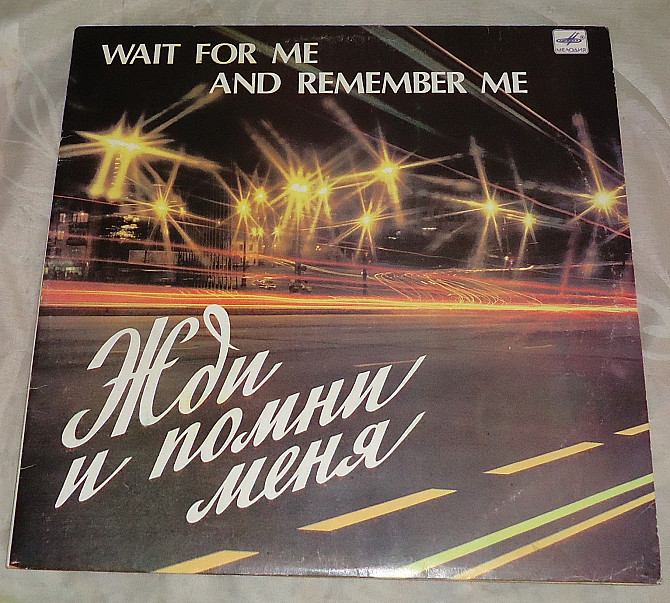 WAIT FOR ME
AND REMEMBER ME
МЕЛОДИЯ
Жди
и помни
меня